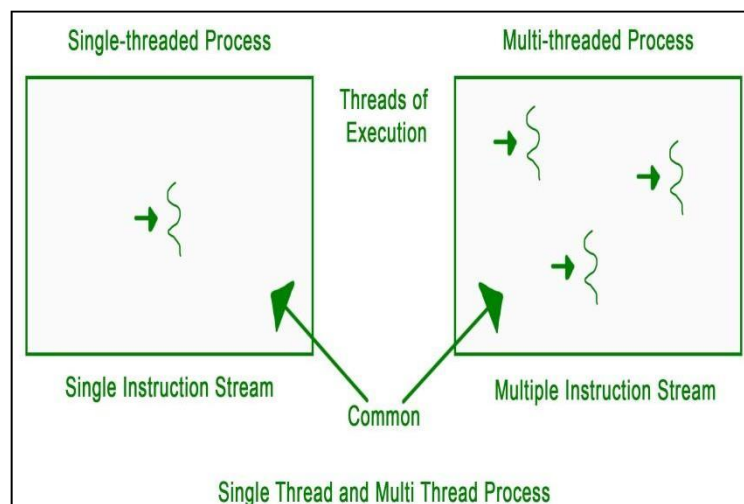 Single-threaded Process
Multi-threaded Process
Threads of
Execution
Single Instruction Stream
Multiple Instruction Stream
Common
Single Thread and Multi Thread Process